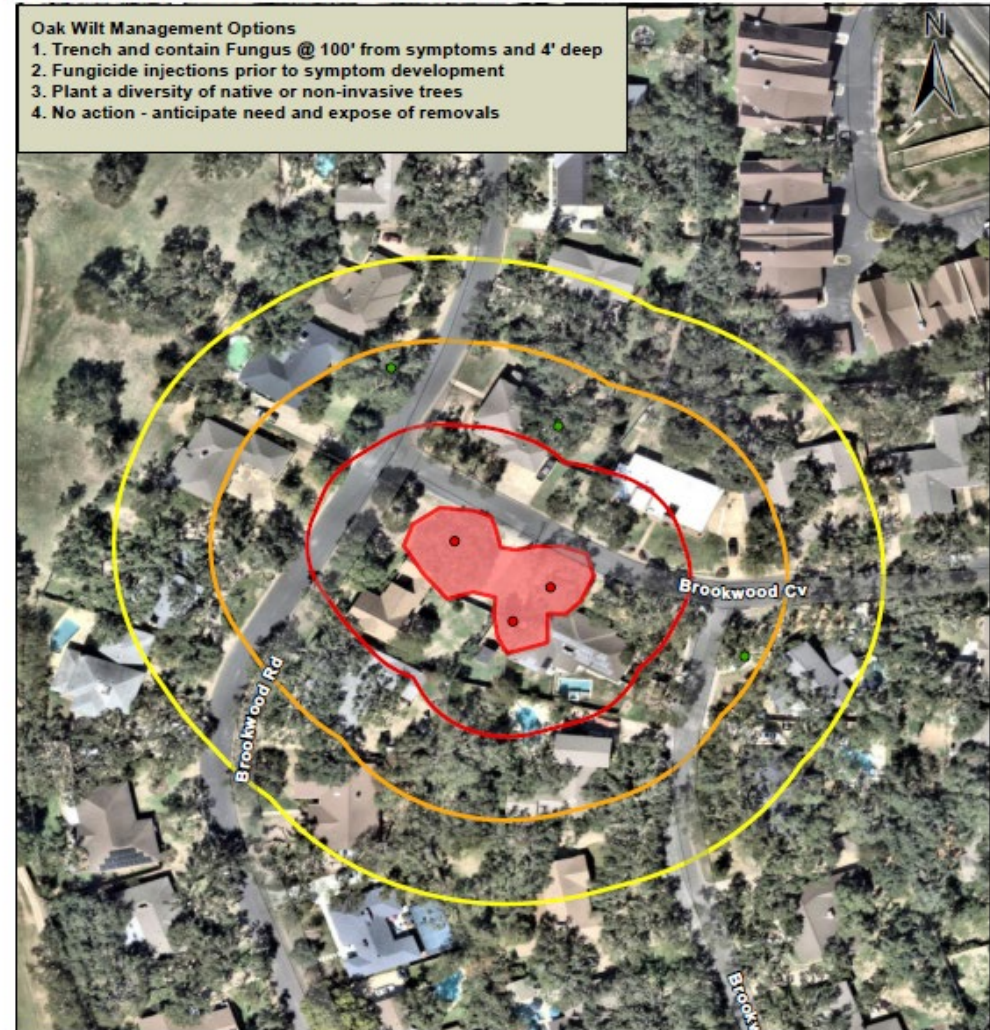 Oak Wilt Management Options
1. Trench and contain Fungus @ 100' from symptoms and 4' deep
2. Fungicide injections prior to symptom development
3. Plant a diversity of native or non-invasive trees
4. No action - anticipate need and expose of removals
N
Brookwood Cv
Brookwood Rd